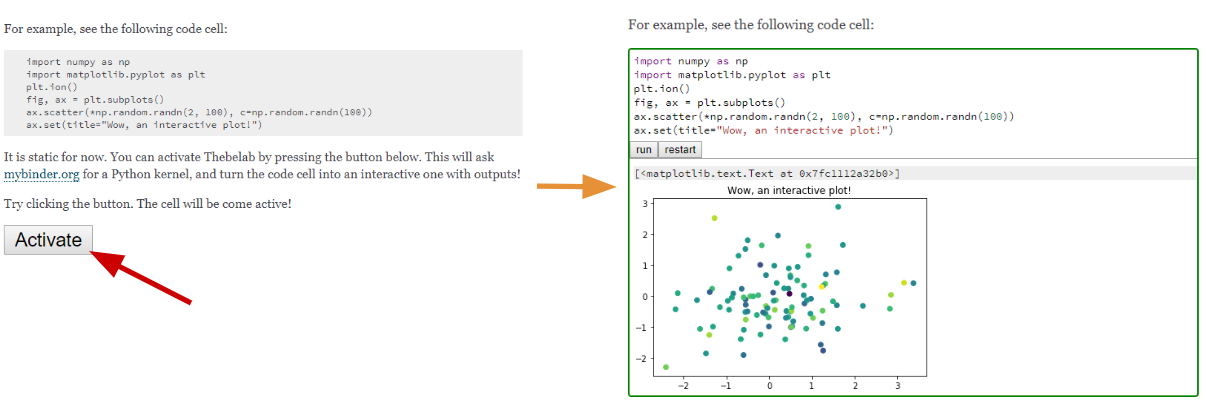 For example, see the following code cell:
import numpy as np
import matplotlib.pyplot as plt
plt.ion()
fig, ax = plt.subplots()
ax.scatter(*np.random.randn(2, 100), c=np.random.randn(100))
ax.set(title="Wow, an interactive plot!")
It is static for now. You can activate Thebelab by pressing the button below. This will ask
mybinder.org for a Python kernel, and turn the code cell into an interactive one with outputs!
Try clicking the button. The cell will be come active!
Activate
For example, see the following code cell:
import numpy as np
import matplotlib.pyplot as plt
plt.ion()
fig, ax = plt.subplots()
ax.scatter(*np.random.randn(2, 100), c=np.random.randn(100))
ax.set(title="Wow, an interactive plot!")
run restart
[<matplotlib.text.Text at 0x7fc1112a32b0>]
Wow, an interactive plot!
3
2
1
0
−1
−2
−2 −1 0 1 2 3